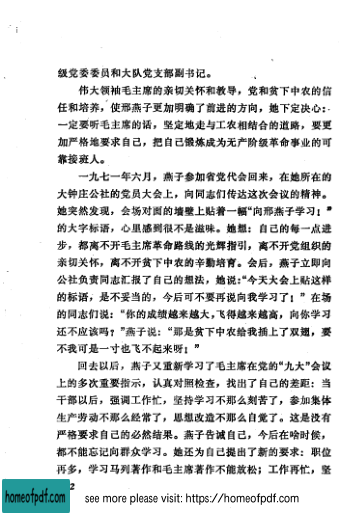 级党委委员和大队党支部副书记。
伟大领袖毛主席的亲切关怀和教导，党和贫下中农的信
任和培养，使邢燕子更加明确了前进的方向，她下定决心：
一定要听毛主席的话，坚定地走与工农相结合的道路，要更
加严格地要求自己，把自己锻炼成为无产阶级革命事业的可
靠接班人。
一九七一年六月，燕子参加省党代会回来，在她所在的
大钟庄公社的党员大会上，向同志们传达这次会议的精神。
她突然发现，会场对面的墙壁上贴着一幅“向邢燕子学习！”
的大字标语，心里感到很不是滋味。她想：自己的每一点进
步，都离不开毛主席革命路线的光辉指引，离不开党组织的
亲切关怀，离不开贫下中农的辛勤培育。会后，燕子立即向
公社负责同志汇报了自己的想法，她说：“今天大会上贴这样
的标语，是不妥当的，今后可不要再说向我学习了！”在场
的同志们说：“你的成绩越来越大，飞得越来越高，向你学习
还不应该吗？”燕子说：“那是贫下中农给我插上了双翅，要
不我可是一寸也飞不起来呀！”
回去以后，燕子又重新学习了毛主席在党的“九大”会议
上的多次重要指示，认真对照检查，找出了自己的差距：当
干部以后，强调工作忙，坚持学习不那么刻苦了，参加集体
生产劳动不那么经常了，思想改造不那么自觉了。这是没有
严格要求自己的必然结果。燕子告诫自己，今后在啥时候，
都不能忘记向群众学习。她还为自己提出了新的要求：职位
再多，学习马列著作和毛主席著作不能放松；工作再忙，坚
2
homeofpdf.com
see more please visit: https://homeofpdf.com